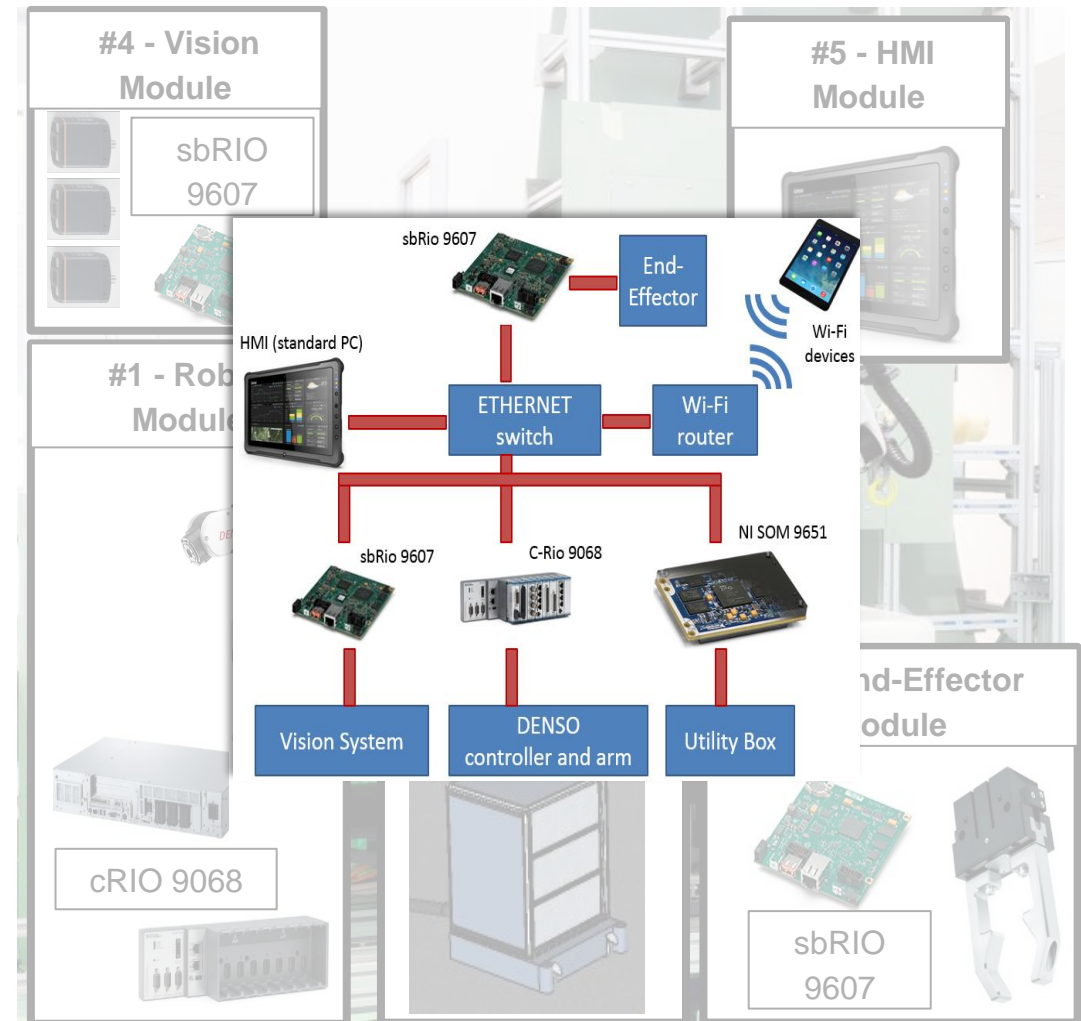 #4 - Vision
Module
sbRIO
9607
#5 - HMI
Module
#1 - Rob
Module
cRIO 9068
nd-Effector
odule
sbRIO
9607
sbRio 9607
End-
Effector
Wi-Fi
devices
HMI (standard PC)
ETHERNET
switch
Wi-Fi
router
sbRio 9607
C-Rio 9068
NI SOM 9651
Vision System
DENSO
controller and arm
Utility Box